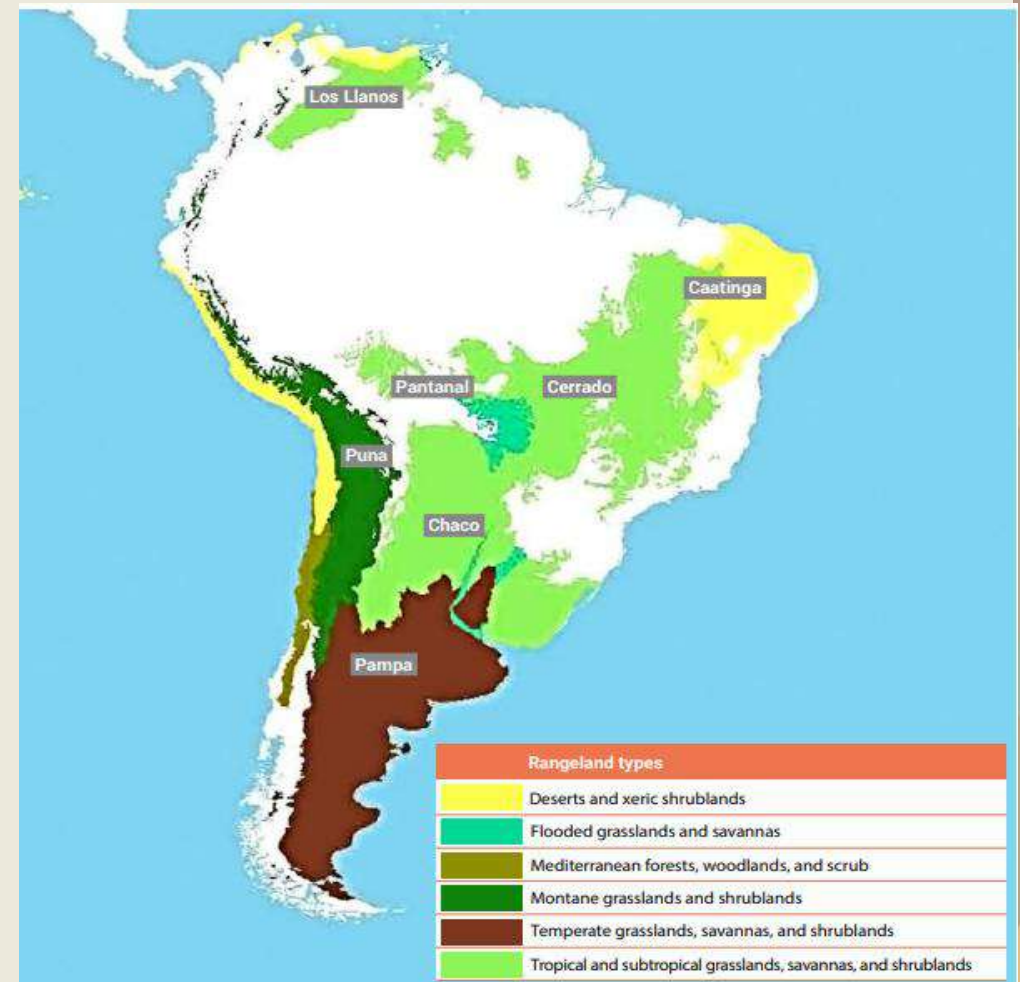 Los Llanos
Caatinga
Pantanal
Cerrado
Puna
Chaco
Pampa
Rangeland types
Deserts and xeric shrublands
Flooded grasslands and savannas
Mediterranean forests, woodlands, and scrub
Montane grasslands and shrublands
Temperate grasslands, savannas, and shrublands
Tropical and subtropical grasslands, savannas, and shrublands